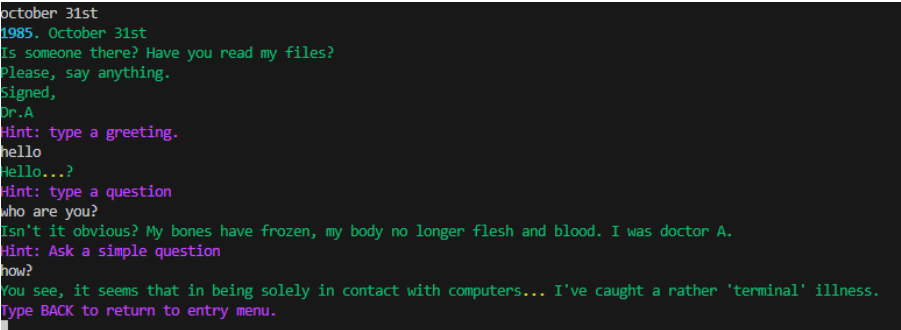 october 31st
1985. October 31st
Is someone there? Have you read my files?
Please, say anything.
Signed,
Dr.A
Hint: type a greeting.
hello
Hello...?
Hint: type a question
who are you?
Isn't it obvious? My bones have frozen, my body no longer flesh and blood. I was doctor A.
Hint: Ask a simple question
how?
You see, it seems that in being solely in contact with computers... I've caught a rather 'terminal' illness.
Type BACK to return to entry menu.